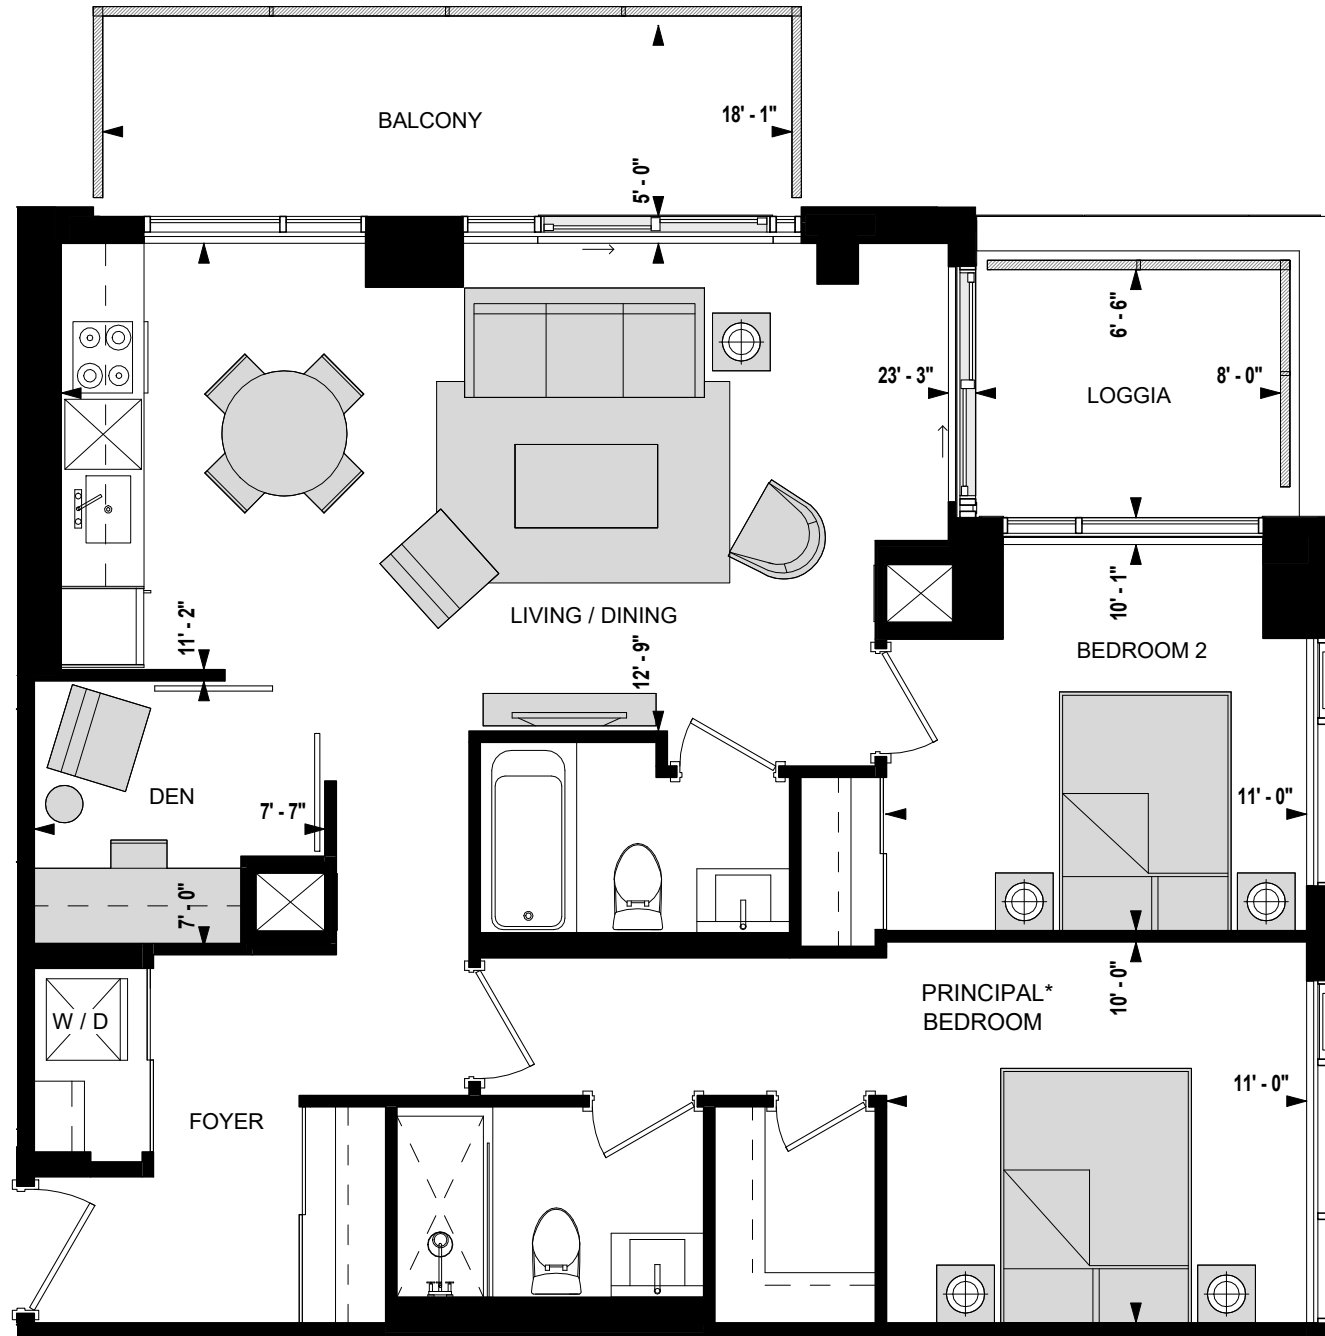 BALCONY
18' - 1"
5' - 0"
6' - 6"
23' - 3"
8' - 0"
LOGGIA
11' - 2"
LIVING / DINING
12' - 9"
10' - 1"
BEDROOM 2
DEN
7' - 7"
11' - 0"
7' - 0"
PRINCIPAL*
BEDROOM
10' - 0"
W / D
11' - 0"
FOYER